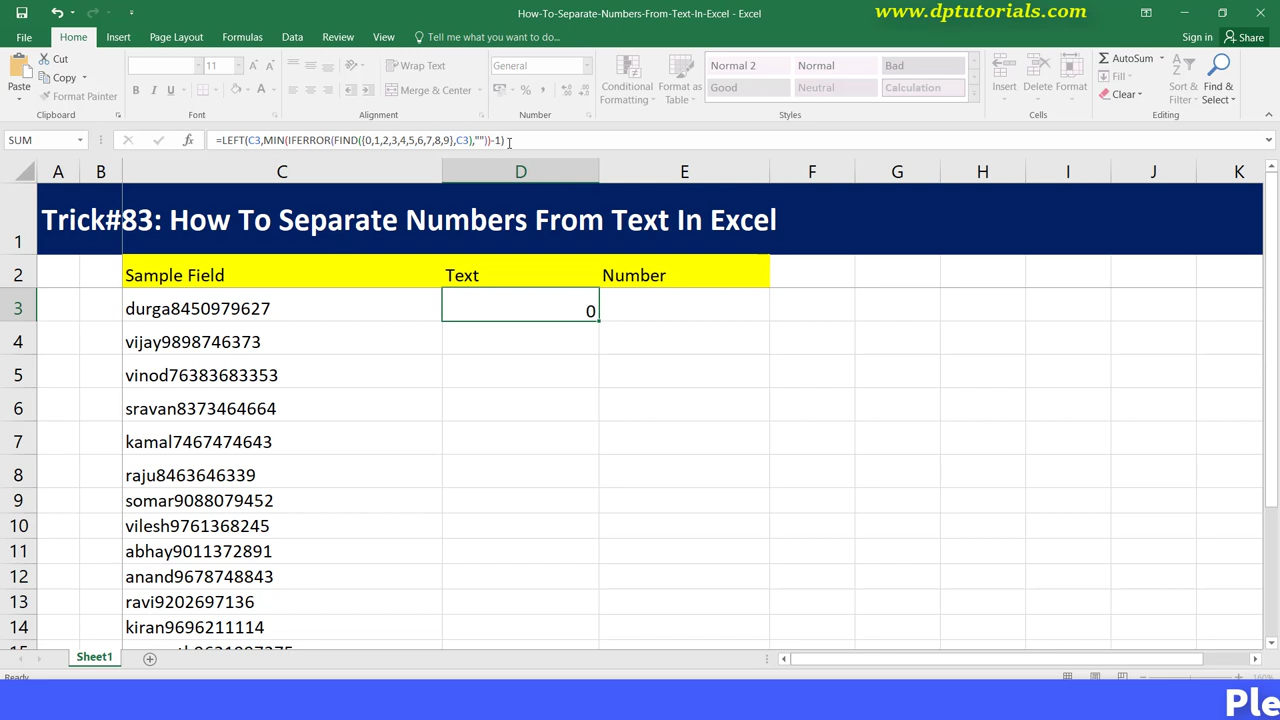 How-To-Separate-Numbers-From-Text-In-Excel - Excel
www.dptutorials.com
File Home Insert Page Layout Formulas Data Review View Tell me what you want to do... Sign in Share
Paste Cut Copy Format Painter
Clipboard
11
B I U A
Font
Wrap Text
Merge & Center
Alignment
General
%
Number
Conditional Formatting Format as Table
Normal 2 Normal Bad
Good Neutral Calculation
Styles
Insert Delete Format
Cells
AutoSum
Fill
Clear
Sort & Filter Find & Select
Editing
SUM fx =LEFT(C3,MIN(IFERROR(FIND({0,1,2,3,4,5,6,7,8,9},C3),""))-1)
A B C D E F G H I J K
1 Trick#83: How To Separate Numbers From Text In Excel
2 Sample Field Text Number
3 durga8450979627 0
4 vijay9898746373
5 vinod76383683353
6 sravan8373464664
7 kamal7467474643
8 raju8463646339
9 somar9088079452
10 vilesh9761368245
11 abhay9011372891
12 anand9678748843
13 ravi9202697136
14 kiran9696211114
15
Sheet1
Ready 160%
Ple